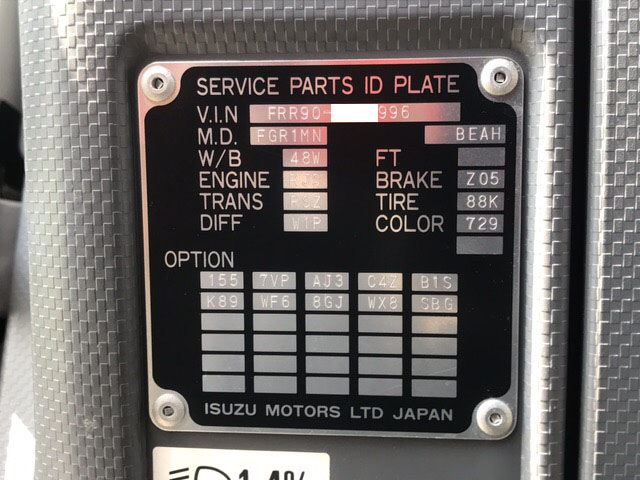 SERVICE PARTS ID PLATE
V.I.N FRR90- 996
M.D. FGR1MN BEAH
W/B 48W FT
ENGINE BRAKE Z05
TRANS TIRE 88K
DIFF W1P COLOR 729
OPTION
155 7VP AJ3 C4Z B1S
K89 WF6 8GJ WX8 SBG
ISUZU MOTORS LTD JAPAN